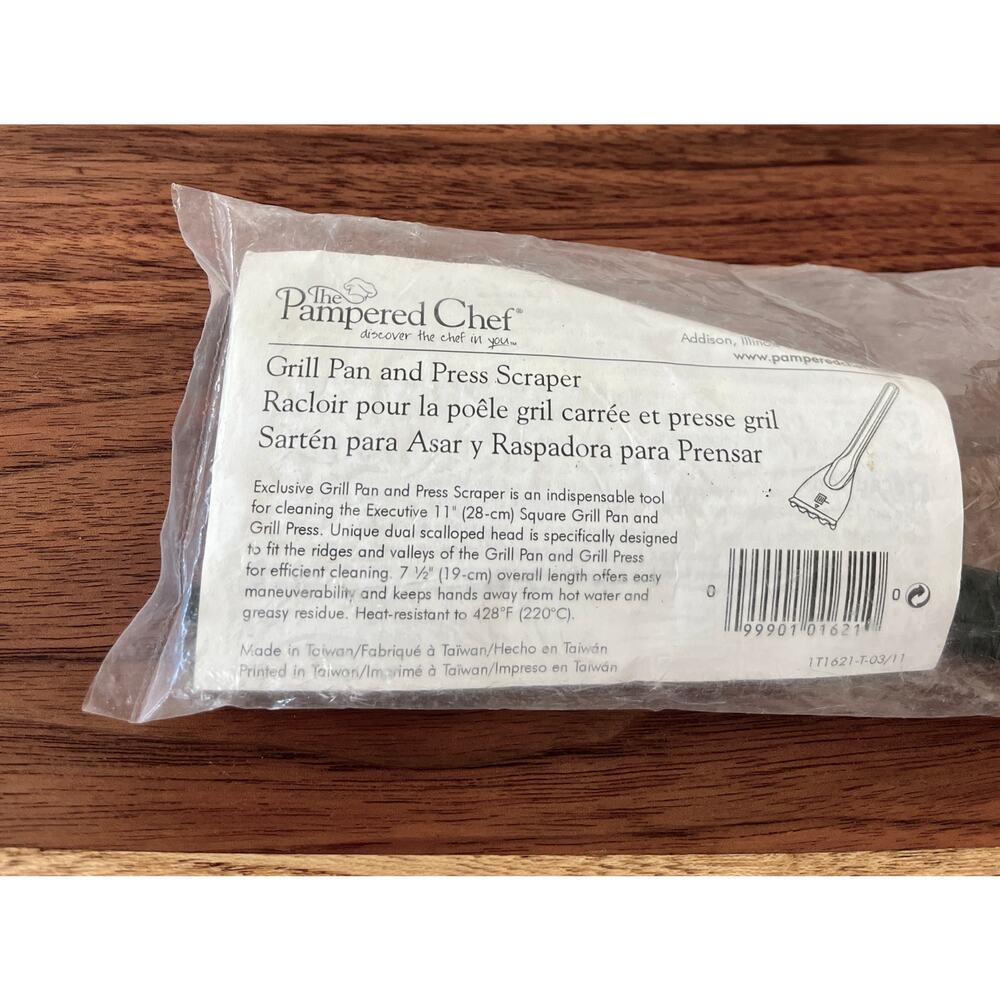 The
Pampered Chef®
discover the chef in you™
Addison,
Grill Pan and Press Scraper
Racloir pour la poêle gril carrée et presse gril
Sartén para Asar y Raspadora para Prensar
Exclusive Grill Pan and Press Scraper is an indispensable tool
for cleaning the Executive 11" (28-cm) Square Grill Pan and
Grill Press. Unique dual scalloped head is specifically designed
to fit the ridges and valleys of the Grill Pan and Grill Press
for efficient cleaning. 7 ½" (19-cm) overall length offers easy
maneuverability and keeps hands away from hot water and
greasy residue. Heat-resistant to 428°F (220°C).
Made in Taiwan/Fabriqué à Taïwan/Hecho en Taiwán
Printed in Taiwan/Imprimé à Taïwan/Impreso en Taiwán
0 99901 01621 0
1T1621-T-03/11